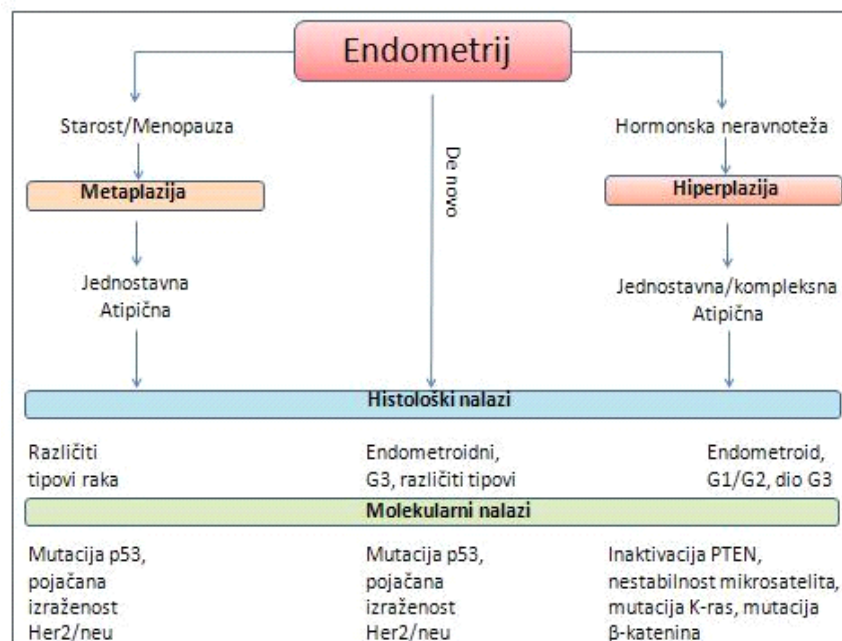 Endometrij
Starost/Menopauza
Hormonska neravnoteža
De novo
Metaplazija
Hiperplazija
Jednostavna
Atipična
Jednostavna/kompleksna
Atipična
Histološki nalazi
Različiti
tipovi raka
Endometroidni,
G3, različiti tipovi
Endometroid,
G1/G2, dio G3
Molekularni nalazi
Mutacija p53,
pojačana
izraženost
Her2/neu
Mutacija p53,
pojačana
izraženost
Her2/neu
Inaktivacija PTEN,
nestabilnost mikrosatelita,
mutacija K-ras, mutacija
β-katenina